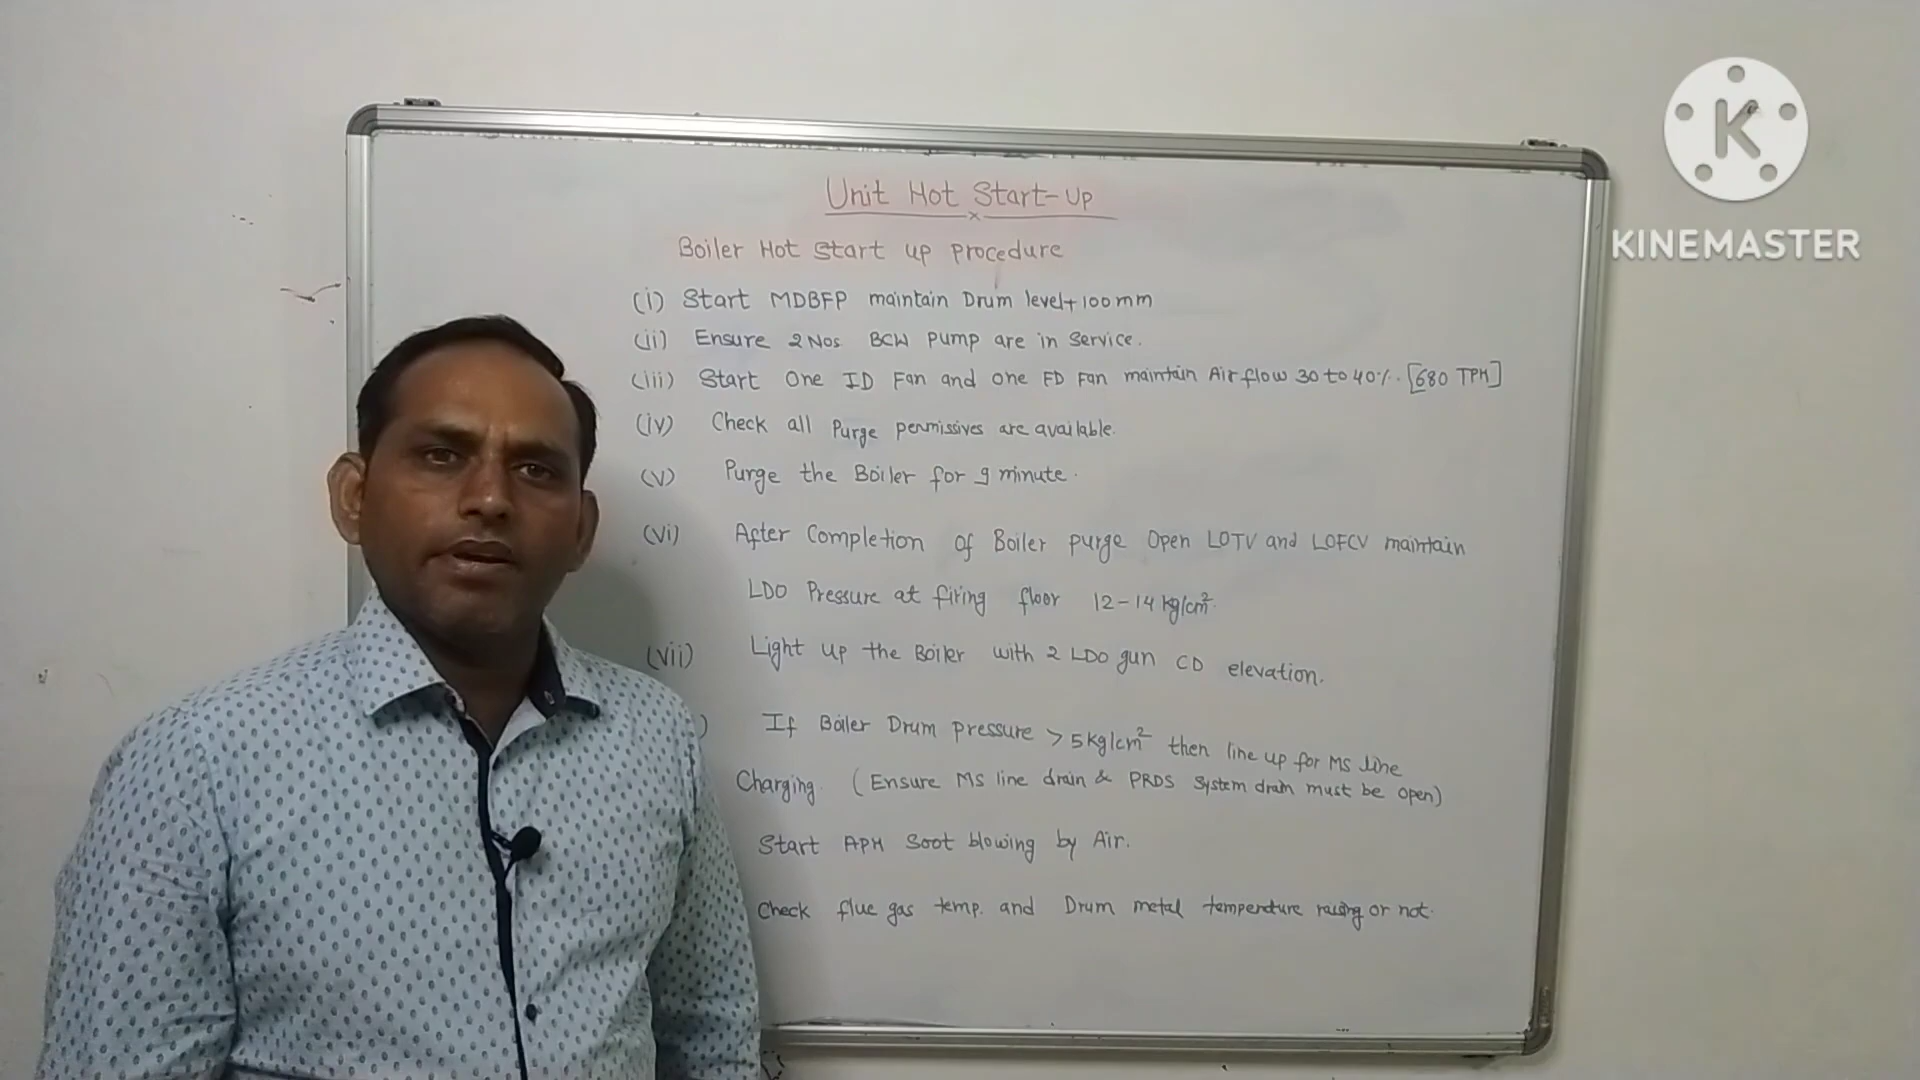 Unit Hot Start-Up
Boiler Hot Start up procedure
(i) Start MDBFP maintain Drum level+100mm
(ii) Ensure 2 Nos BCW Pump are in Service.
(iii) Start One ID Fan and one FD Fan maintain Air flow 30 to 40%. [680 TPH]
(iv) Check all Purge permissives are available.
(v) Purge the Boiler for 9 minute.
(vi) After Completion of Boiler purge Open LOTV and LOFCV maintain
LDO Pressure at firing floor 12-14 kg/cm²
(vii) Light up the Boiler with 2 LDO gun CD elevation.
) If Boiler Drum pressure > 5kg/cm² then line up for MS line
Charging. (Ensure MS line drain & PRDS System drain must be open)
Start APH Soot blowing by Air.
Check flue gas temp. and Drum metal temperature raising or not.
K
KINEMASTER